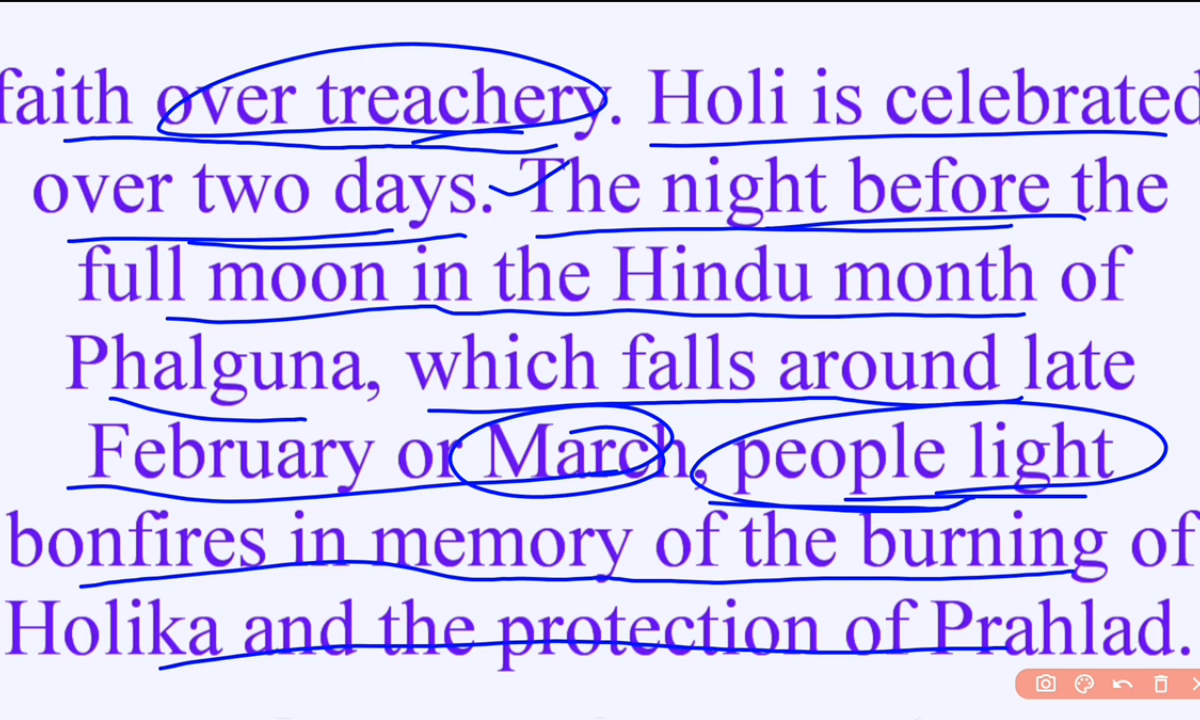 faith over treachery. Holi is celebrated
over two days. The night before the
full moon in the Hindu month of
Phalguna, which falls around late
February or March, people light
bonfires in memory of the burning of
Holika and the protection of Prahlad.